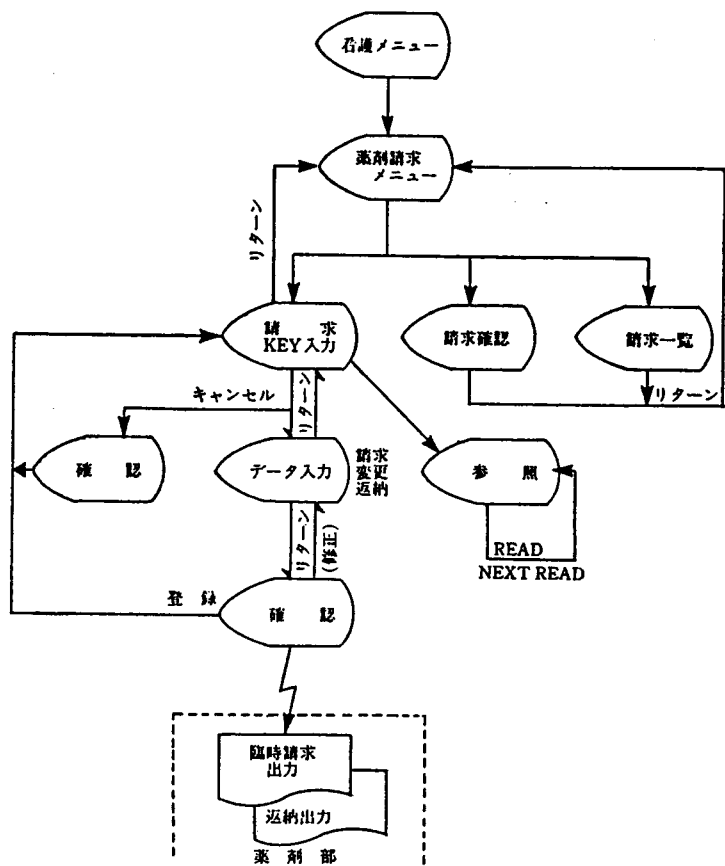 看護メニュー
薬剤請求
メニュー
リターン
請 求
KEY入力
請求確認
請求一覧
キャンセル
リターン
リターン
確 認
データ入力
請求
変更
返納
参 照
リターン
(修正)
READ
NEXT READ
登 録
確 認
臨時請求
出力
返納出力
薬 剤 部